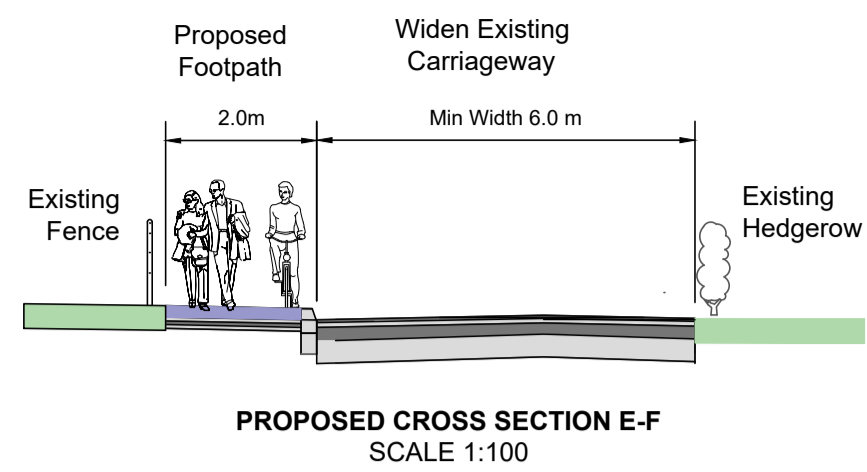 Proposed
Footpath
Widen Existing
Carriageway
2.0m
Min Width 6.0 m
Existing
Fence
Existing
Hedgerow
PROPOSED CROSS SECTION E-F
SCALE 1:100